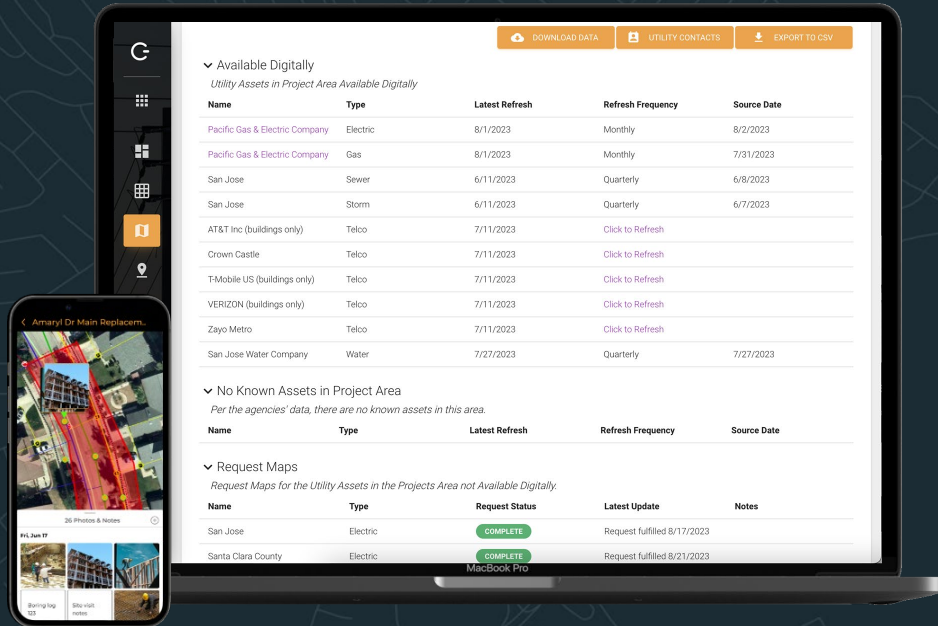 DOWNLOAD DATA
UTILITY CONTACTS
EXPORT TO CSV
Available Digitally
Utility Assets in Project Area Available Digitally
Name Type Latest Refresh Refresh Frequency Source Date
Pacific Gas & Electric Company Electric 8/1/2023 Monthly 8/2/2023
Pacific Gas & Electric Company Gas 8/1/2023 Monthly 7/31/2023
San Jose Sewer 6/11/2023 Quarterly 6/8/2023
San Jose Storm 6/11/2023 Quarterly 6/7/2023
AT&T Inc (buildings only) Telco 7/11/2023 Click to Refresh
Crown Castle Telco 7/11/2023 Click to Refresh
T-Mobile US (buildings only) Telco 7/11/2023 Click to Refresh
VERIZON (buildings only) Telco 7/11/2023 Click to Refresh
Zayo Metro Telco 7/11/2023 Click to Refresh
San Jose Water Company Water 7/27/2023 Quarterly 7/27/2023
No Known Assets in Project Area
Per the agencies' data, there are no known assets in this area.
Name Type Latest Refresh Refresh Frequency Source Date
Request Maps
Request Maps for the Utility Assets in the Projects Area not Available Digitally.
Name Type Request Status Latest Update Notes
San Jose Electric COMPLETE Request fulfilled 8/17/2023
Santa Clara County Electric COMPLETE Request fulfilled 8/21/2023
MacBook Pro
Amaryl Dr Main Replacem...
26 Photos & Notes
Fri, Jun 17
Boring log
123
Site visit
notes